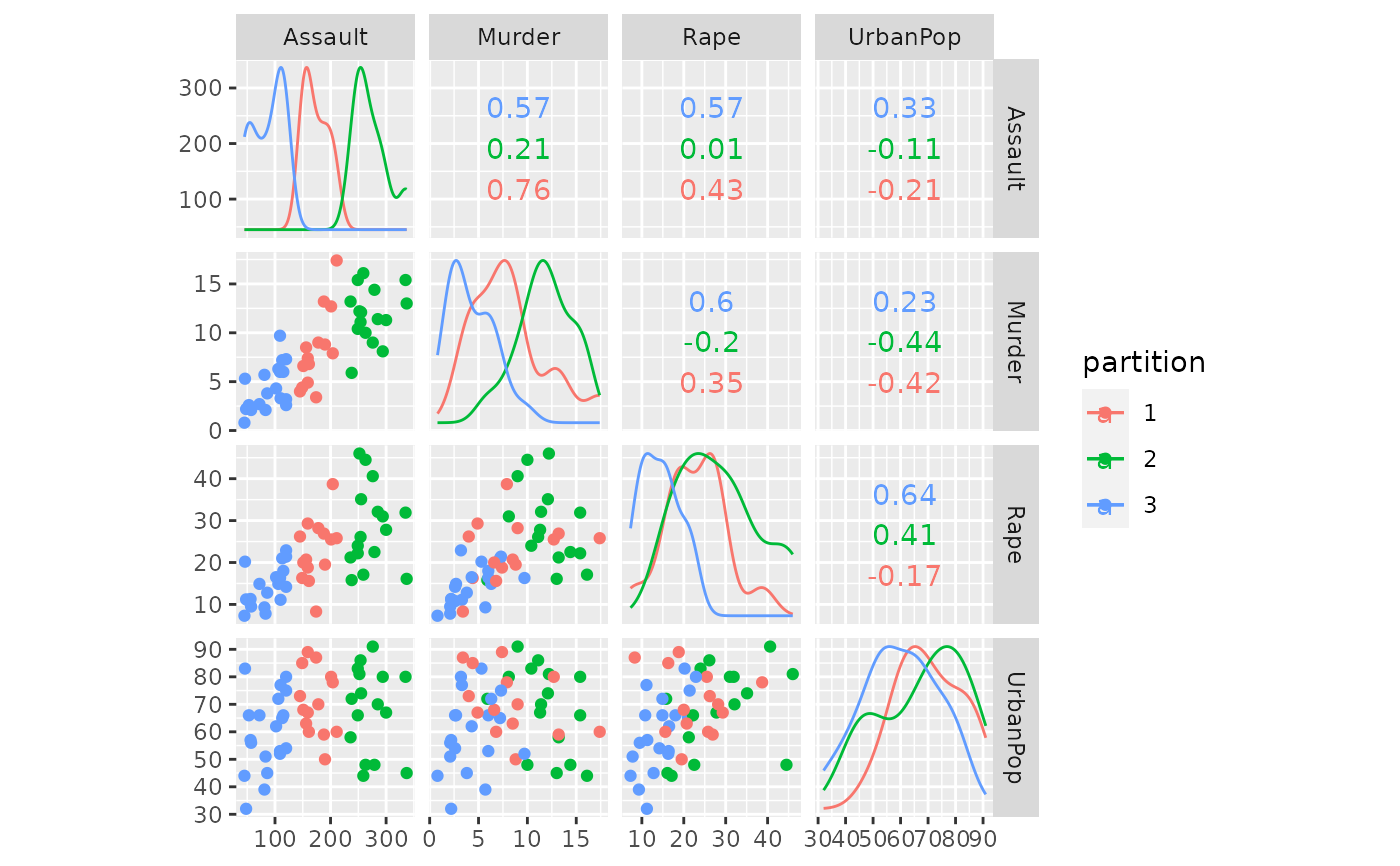 Assault Murder Rape UrbanPop
300
200
100
0.57 0.57 0.33
0.21 0.01 -0.11
0.76 0.43 -0.21
Assault
15
10
5
0
0.6 0.23
-0.2 -0.44
0.35 -0.42
Murder
partition
a 1
a 2
a 3
40
30
20
10
0.64
0.41
-0.17
Rape
90
80
70
60
50
40
30
UrbanPop
100 200 300 0 5 10 15 10 20 30 40 30 40 50 60 70 80 90